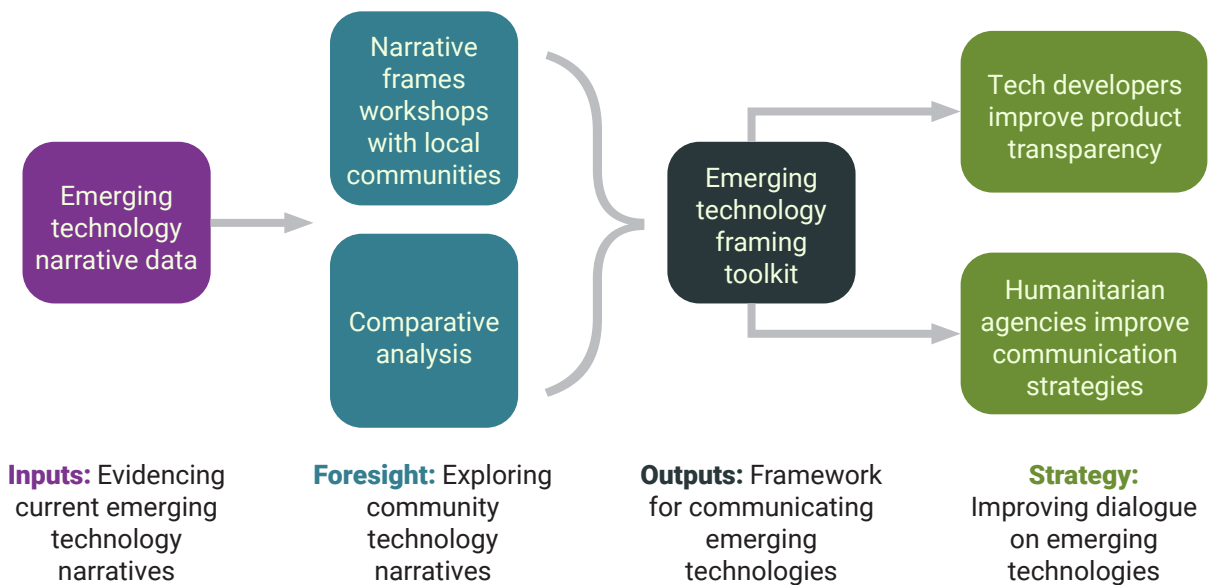 Emerging
technology
narrative data
Narrative
frames
workshops
with local
communities
Comparative
analysis
Emerging
technology
framing
toolkit
Tech developers
improve product
transparency
Humanitarian
agencies improve
communication
strategies
Inputs: Evidencing
current emerging
technology
narratives
Foresight: Exploring
community
technology
narratives
Outputs: Framework
for communicating
emerging
technologies
Strategy:
Improving dialogue
on emerging
technologies